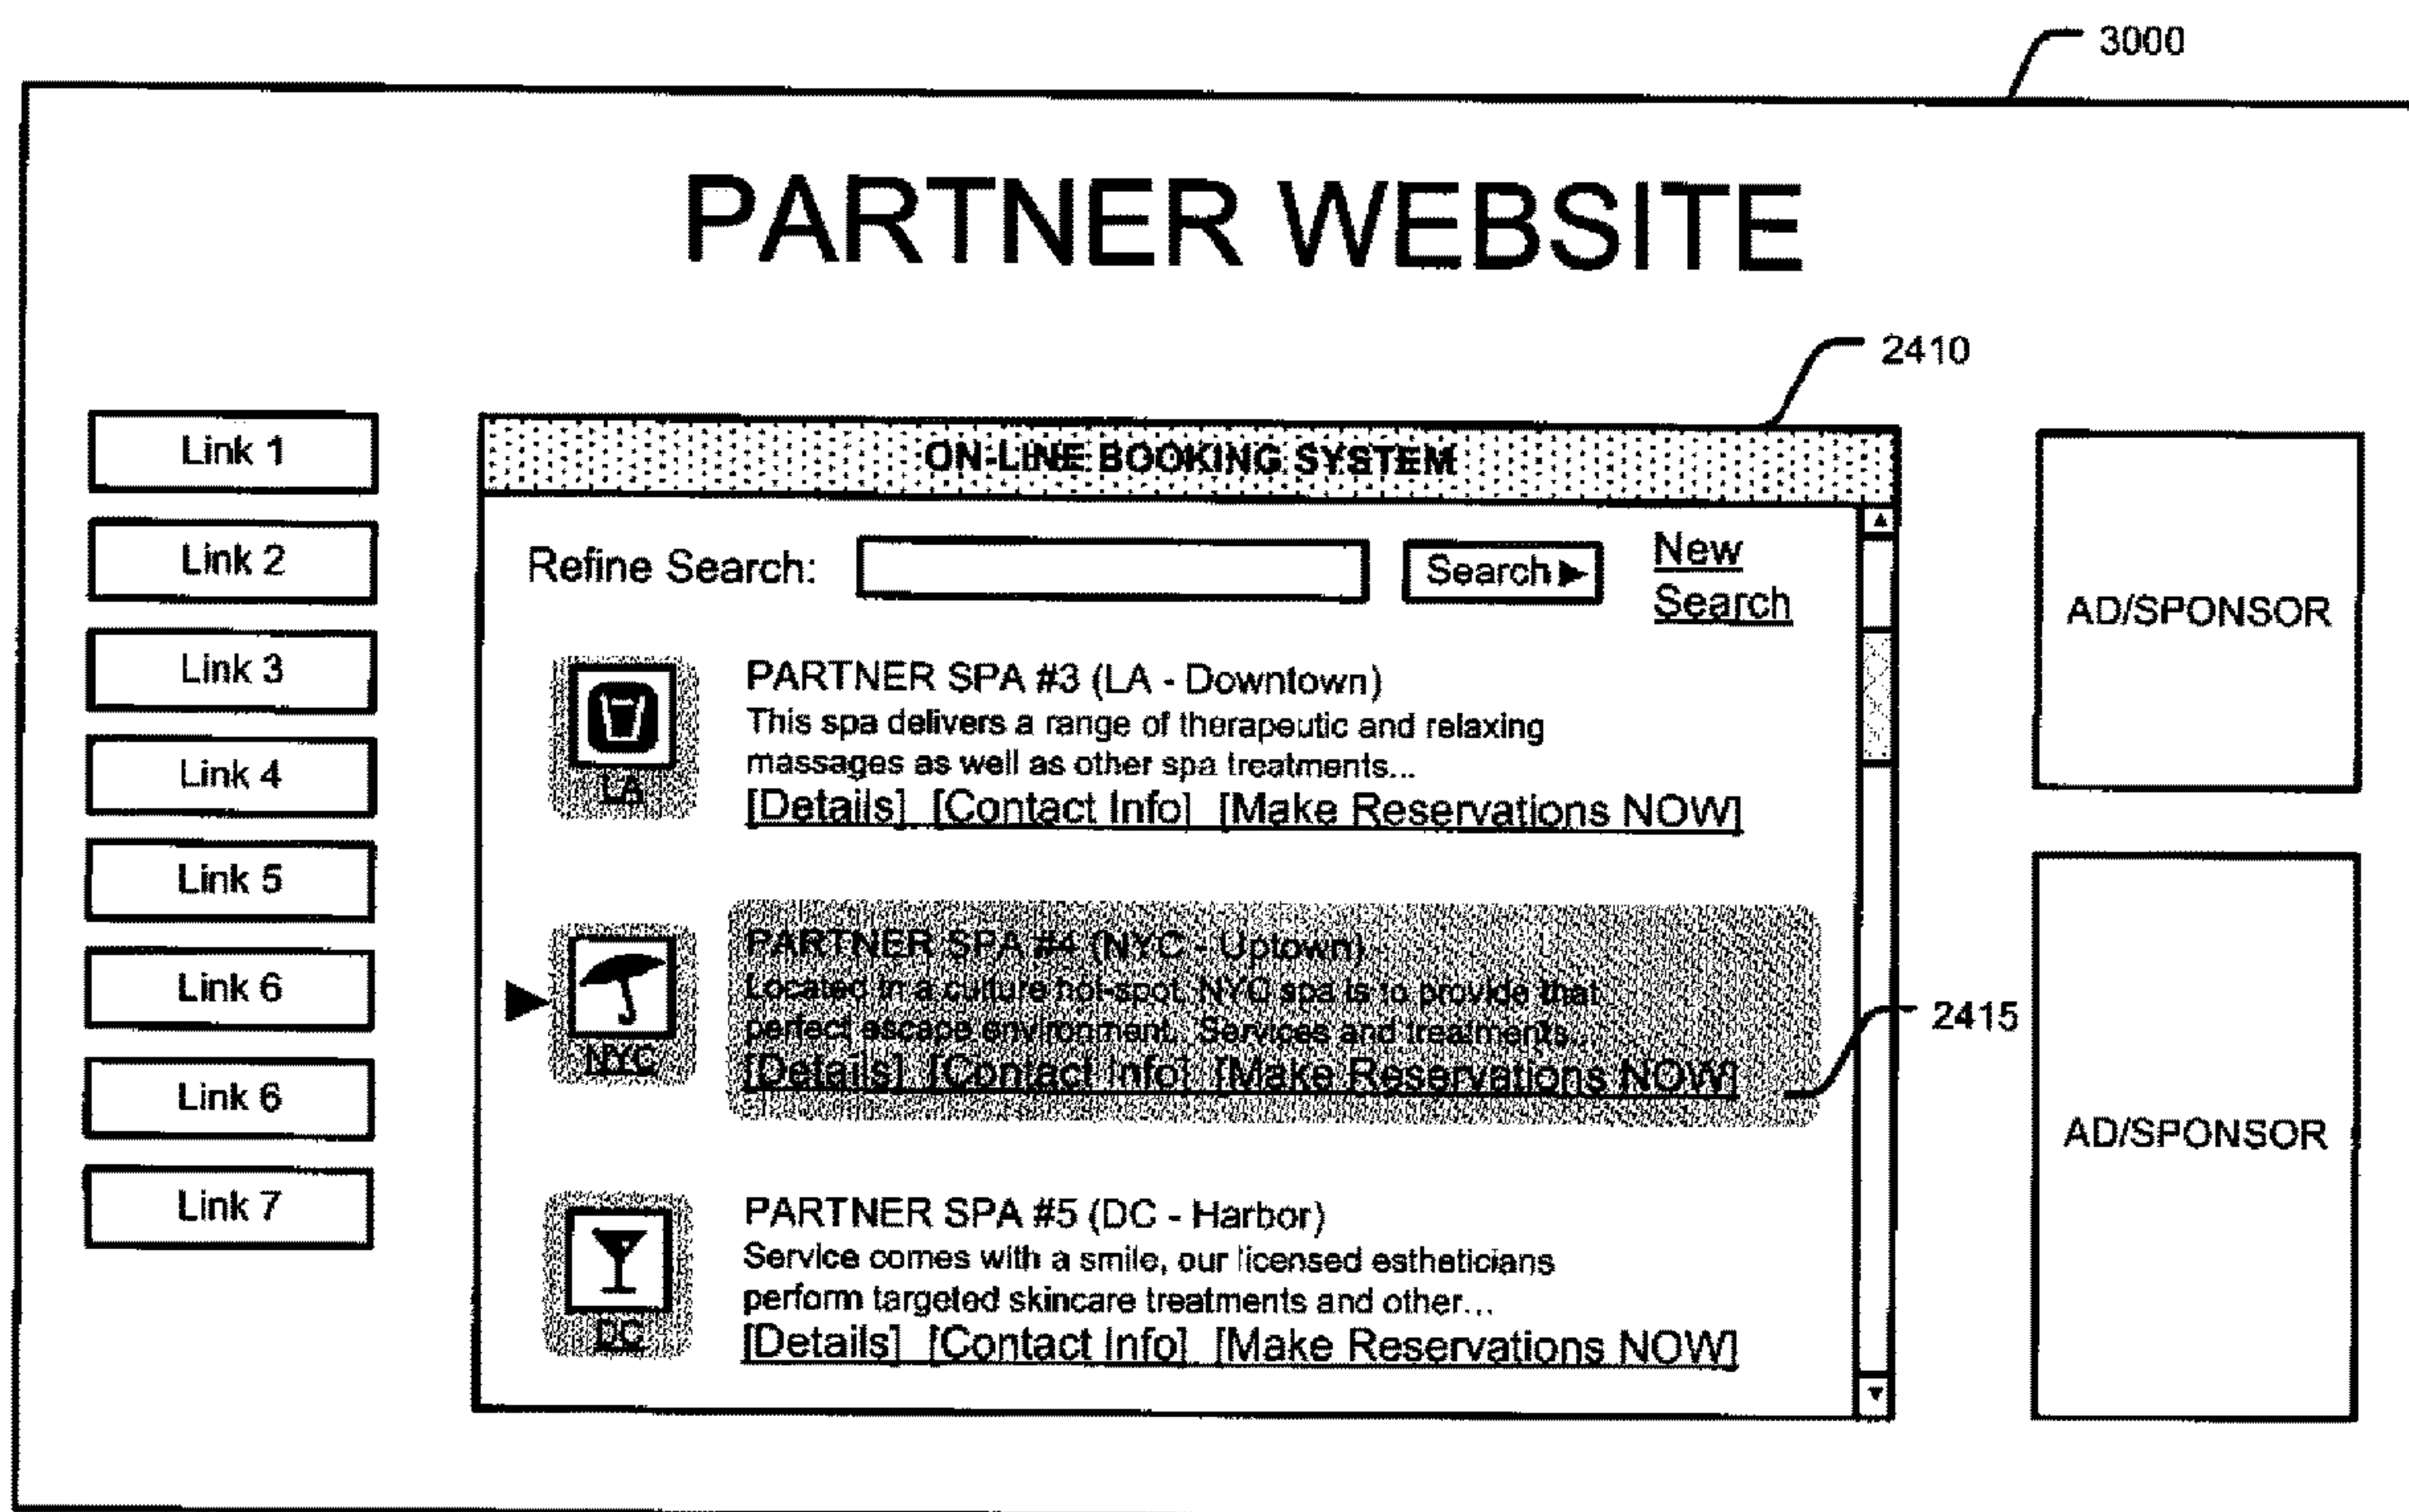 3000
PARTNER WEBSITE
2410
Link 1
Link 2
Link 3
Link 4
Link 5
Link 6
Link 6
Link 7
ON-LINE BOOKING SYSTEM
Refine Search:
Search
New
Search
LA
PARTNER SPA #3 (LA - Downtown)
This spa delivers a range of therapeutic and relaxing
massages as well as other spa treatments...
[Details] [Contact Info] [Make Reservations NOW]
NYC
PARTNER SPA #4 (NYC - Uptown)
Located in a culture hot-spot, NYC spa is to provide that
perfect escape environment. Services and treatments...
[Details] [Contact Info] [Make Reservations NOW]
2415
DC
PARTNER SPA #5 (DC - Harbor)
Service comes with a smile, our licensed estheticians
perform targeted skincare treatments and other...
[Details] [Contact Info] [Make Reservations NOW]
AD/SPONSOR
AD/SPONSOR